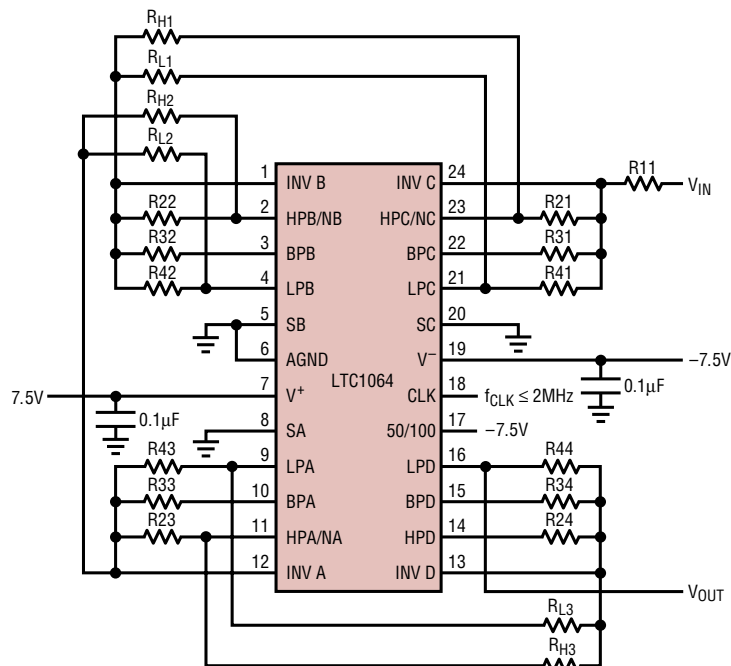 RH1
RL1
RH2
RL2
R11
VIN
1 INV B INV C 24
R22 2 HPB/NB HPC/NC 23 R21
R32 3 BPB BPC 22 R31
R42 4 LPB LPC 21 R41
5 SB SC 20
6 AGND V– 19 –7.5V
7.5V 7 V+ LTC1064 CLK 18 fCLK ≤ 2MHz 0.1µF
0.1µF 8 SA 50/100 17 –7.5V
R43 9 LPA LPD 16 R44
R33 10 BPA BPD 15 R34
R23 11 HPA/NA HPD 14 R24
12 INV A INV D 13
VOUT
RL3
RH3